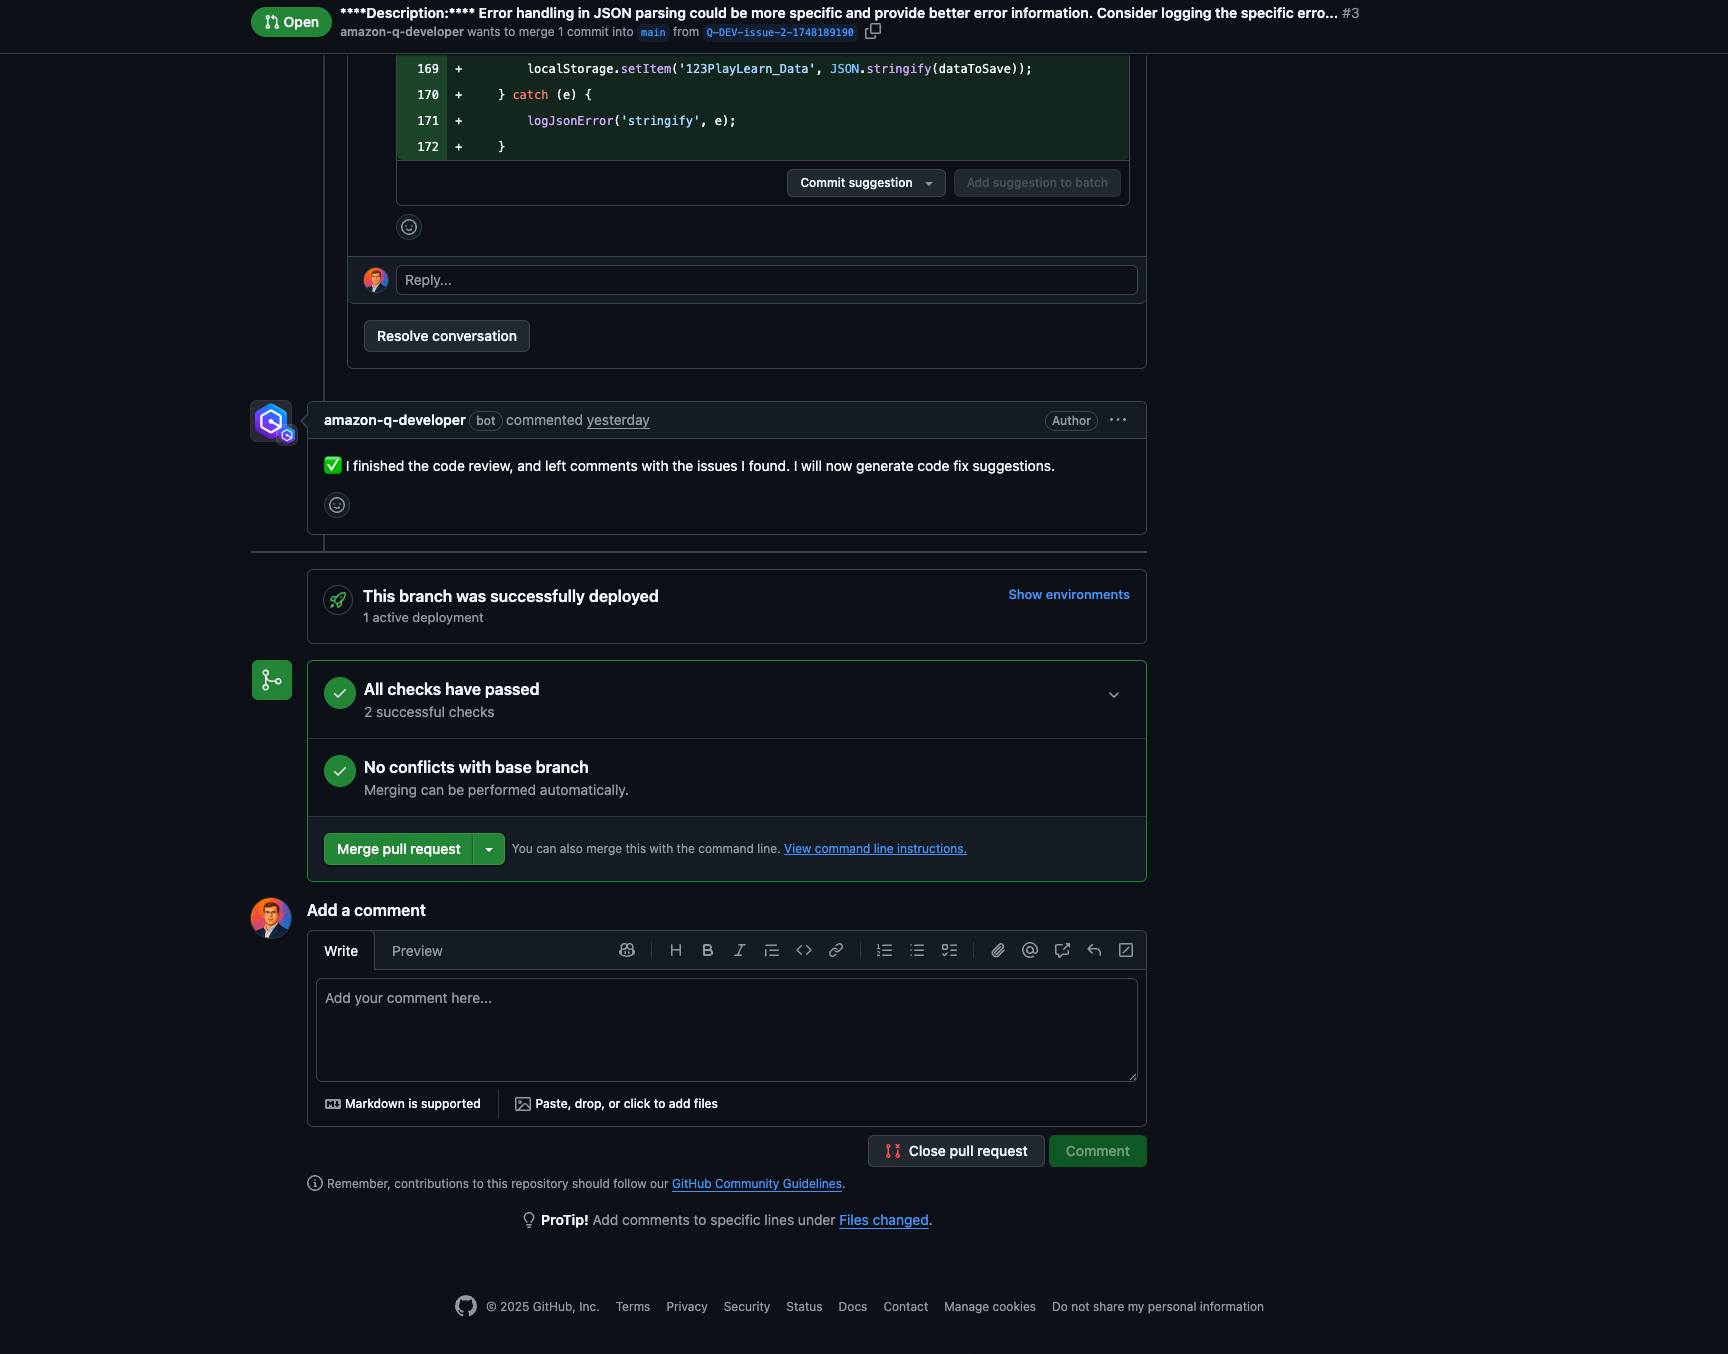 Open
****Description:**** Error handling in JSON parsing could be more specific and provide better error information. Consider logging the specific erro... #3
amazon-q-developer wants to merge 1 commit into main from Q-DEV-issue-2-1748189190
169 + localStorage.setItem('123PlayLearn_Data', JSON.stringify(dataToSave));
170 + } catch (e) {
171 + logJsonError('stringify', e);
172 + }
Commit suggestion
Add suggestion to batch
Reply...
Resolve conversation
amazon-q-developer bot commented yesterday
Author
✅ I finished the code review, and left comments with the issues I found. I will now generate code fix suggestions.
This branch was successfully deployed
Show environments
1 active deployment
All checks have passed
2 successful checks
No conflicts with base branch
Merging can be performed automatically.
Merge pull request
You can also merge this with the command line. View command line instructions.
Add a comment
Write
Preview
Add your comment here...
Markdown is supported
Paste, drop, or click to add files
Close pull request
Comment
Remember, contributions to this repository should follow our GitHub Community Guidelines.
ProTip! Add comments to specific lines under Files changed.
© 2025 GitHub, Inc. Terms Privacy Security Status Docs Contact Manage cookies Do not share my personal information